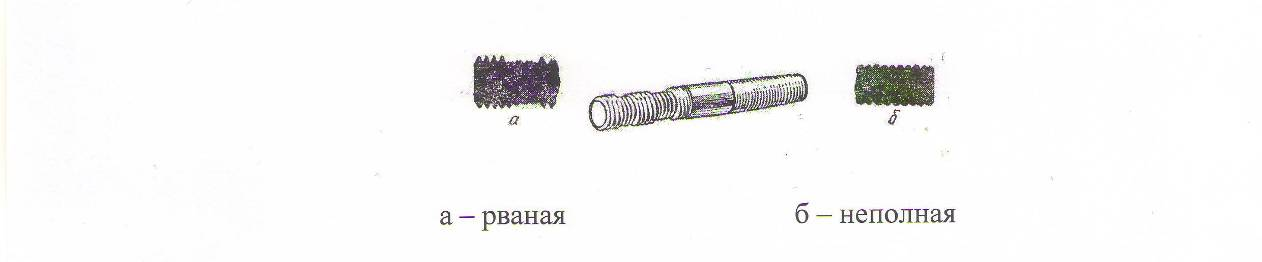 а б
а – рваная б – неполная